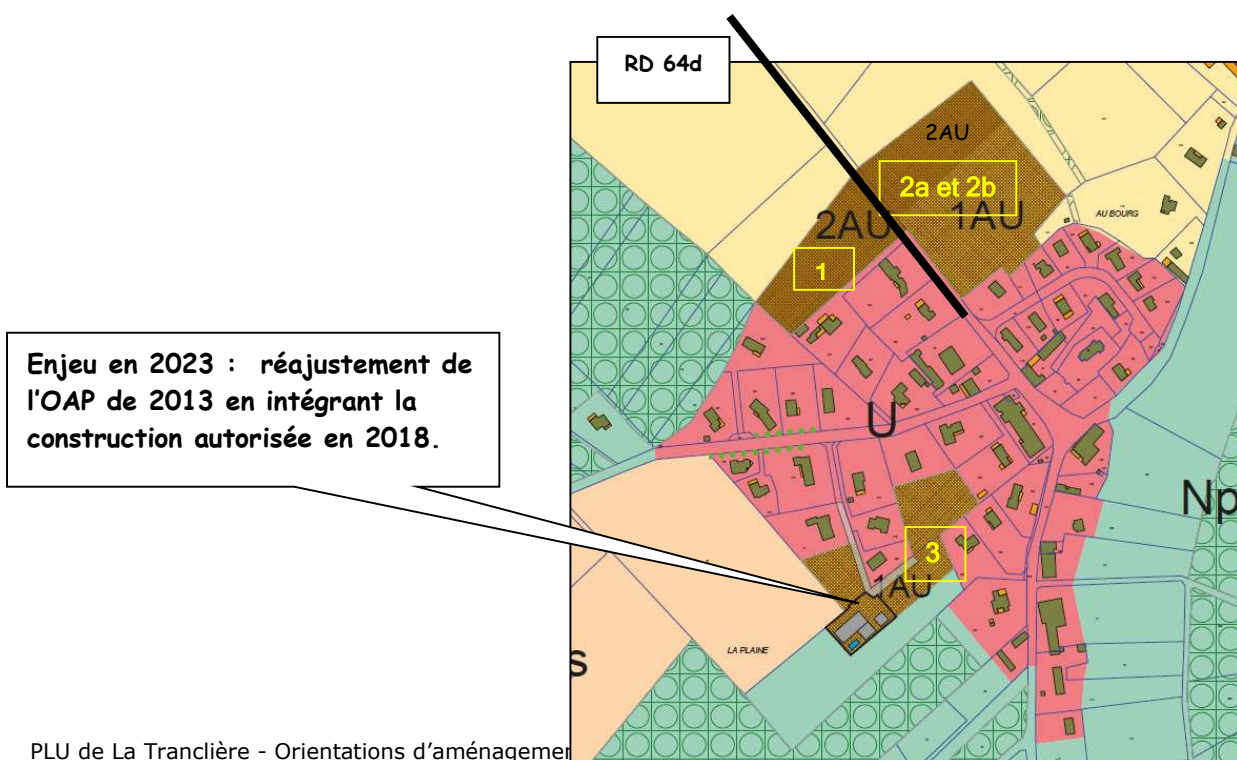 RD 64d
2AU
2a et 2b
2AU
1AU
AU BOURG
1
Enjeu en 2023 : réajustement de
l'OAP de 2013 en intégrant la
construction autorisée en 2018.
U
Np
3
1AU
LA PLAINE
s
PLU de La Tranclière - Orientations d'aménagemen